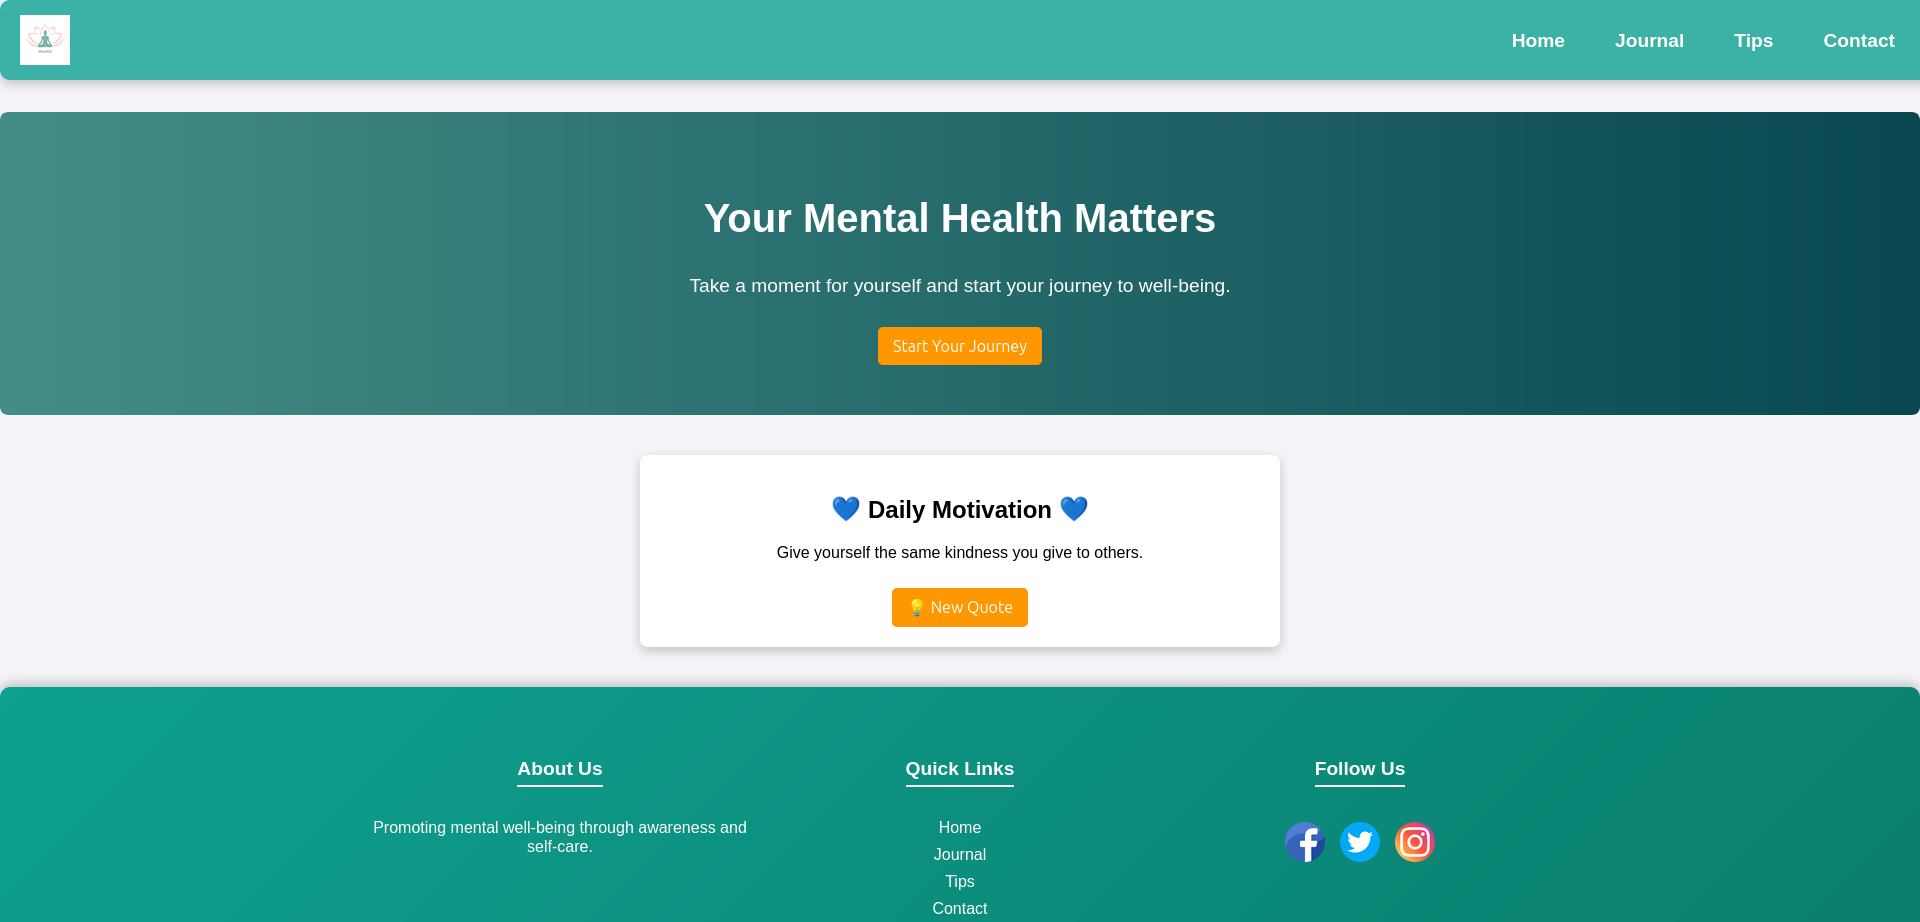 Home Journal Tips Contact
Your Mental Health Matters
Take a moment for yourself and start your journey to well-being.
Start Your Journey
💙 Daily Motivation 💙
Give yourself the same kindness you give to others.
💡 New Quote
About Us
Promoting mental well-being through awareness and
self-care.
Quick Links
Home
Journal
Tips
Contact
Follow Us